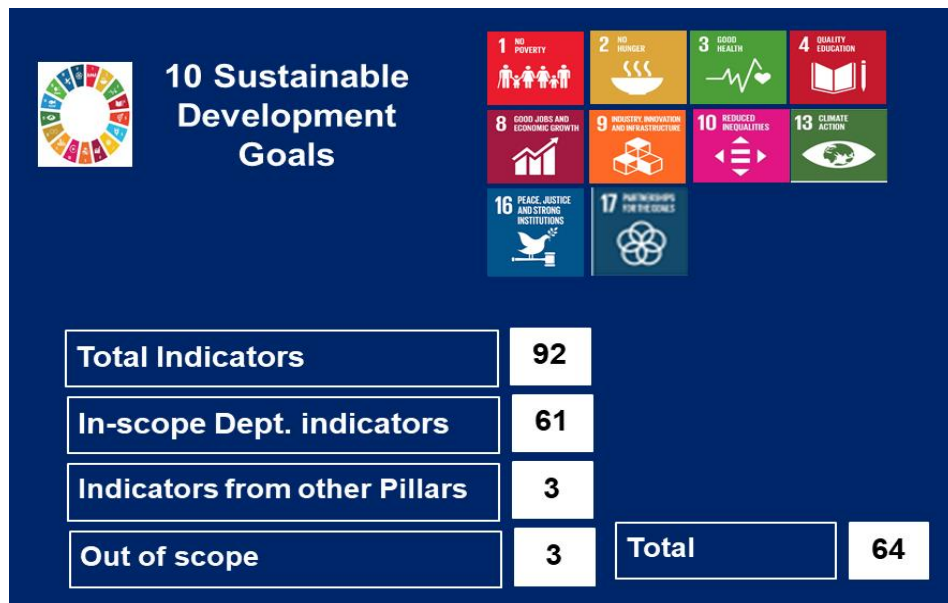 10 Sustainable
Development
Goals
1 NO
POVERTY
2 NO
HUNGER
3 GOOD
HEALTH
4 QUALITY
EDUCATION
8 GOOD JOBS AND
ECONOMIC GROWTH
9 INDUSTRY, INNOVATION
AND INFRASTRUCTURE
10 REDUCED
INEQUALITIES
13 CLIMATE
ACTION
16 PEACE, JUSTICE
AND STRONG
INSTITUTIONS
17 PARTNERSHIPS
FOR THE GOALS
Total Indicators 92
In-scope Dept. indicators 61
Indicators from other Pillars 3
Out of scope 3
Total 64